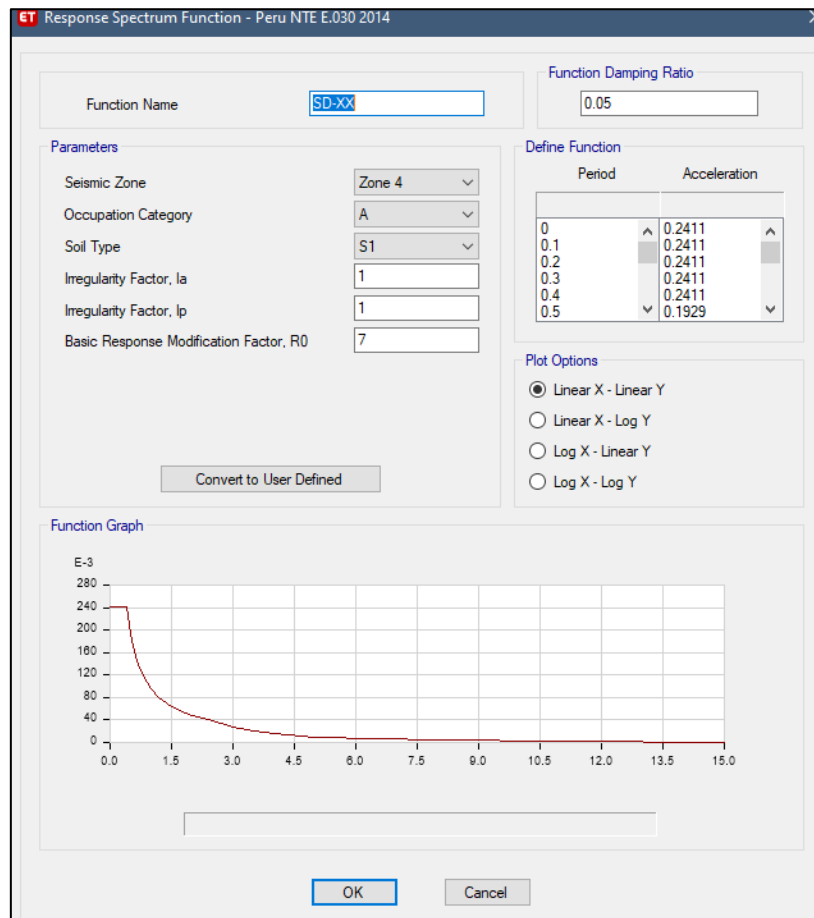 ET Response Spectrum Function - Peru NTE E.030 2014
Function Name
SD-XX
Function Damping Ratio
0.05
Parameters
Seismic Zone
Zone 4
Occupation Category
A
Soil Type
S1
Irregularity Factor, Ia
1
Irregularity Factor, Ip
1
Basic Response Modification Factor, R0
7
Convert to User Defined
Define Function
Period Acceleration
0 0.2411
0.1 0.2411
0.2 0.2411
0.3 0.2411
0.4 0.2411
0.5 0.1929
Plot Options
Linear X - Linear Y
Linear X - Log Y
Log X - Linear Y
Log X - Log Y
Function Graph
E-3
280
240
200
160
120
80
40
0
0.0 1.5 3.0 4.5 6.0 7.5 9.0 10.5 12.0 13.5 15.0
OK Cancel